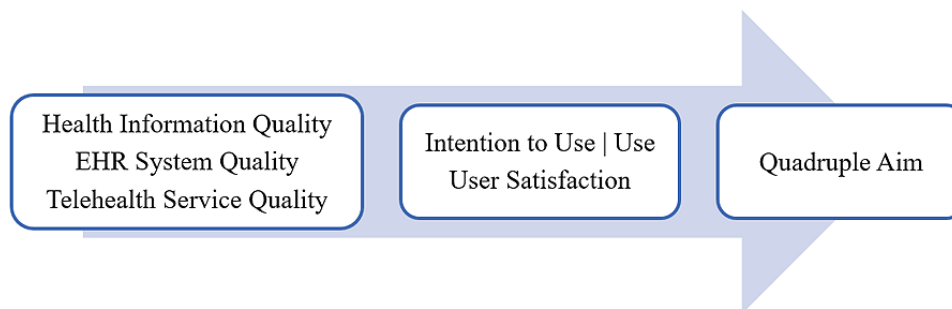 Health Information Quality
EHR System Quality
Telehealth Service Quality
Intention to Use | Use
User Satisfaction
Quadruple Aim